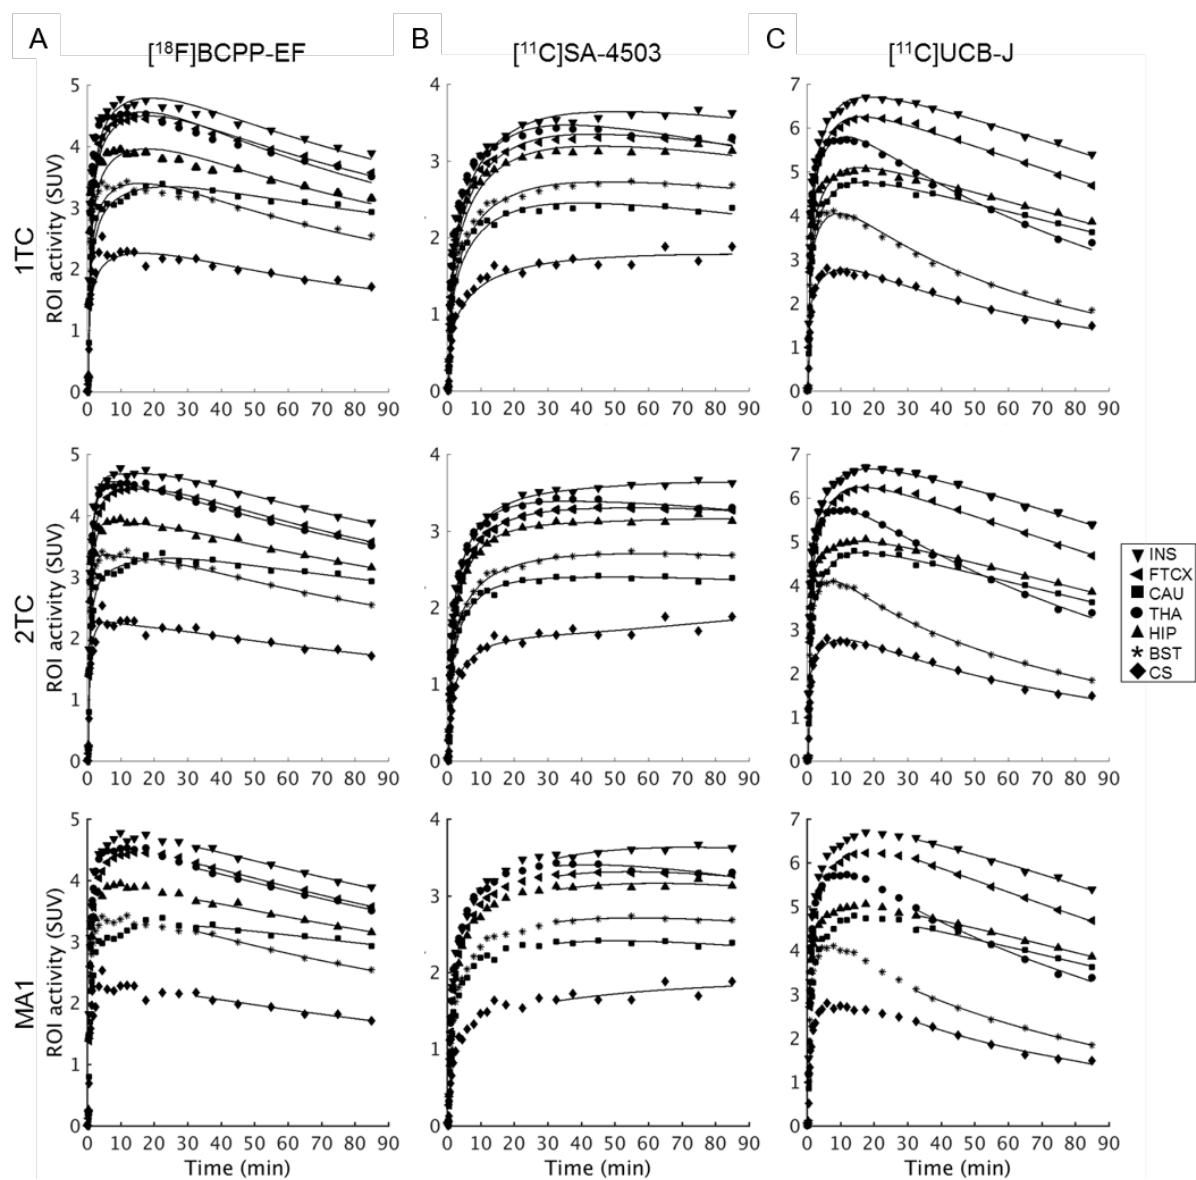 A B C
[¹⁸F]BCPP-EF [¹¹C]SA-4503 [¹¹C]UCB-J
1TC
ROI activity (SUV)
5 4 3 2 1 0
0 10 20 30 40 50 60 70 80 90
4 3 2 1 0
0 10 20 30 40 50 60 70 80 90
7 6 5 4 3 2 1 0
0 10 20 30 40 50 60 70 80 90
2TC
ROI activity (SUV)
5 4 3 2 1 0
0 10 20 30 40 50 60 70 80 90
4 3 2 1 0
0 10 20 30 40 50 60 70 80 90
7 6 5 4 3 2 1 0
0 10 20 30 40 50 60 70 80 90
INS
FTCX
CAU
THA
HIP
BST
CS
MA1
ROI activity (SUV)
5 4 3 2 1 0
0 10 20 30 40 50 60 70 80 90
Time (min)
4 3 2 1 0
0 10 20 30 40 50 60 70 80 90
Time (min)
7 6 5 4 3 2 1 0
0 10 20 30 40 50 60 70 80 90
Time (min)